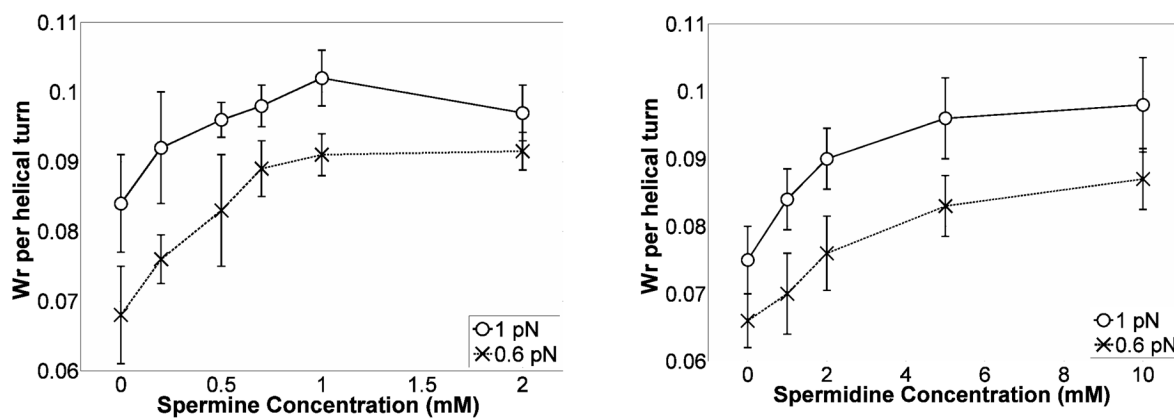 0.11
0.1
0.09
0.08
0.07
0.06
Wr per helical turn
0
0.5
1
1.5
2
Spermine Concentration (mM)
1 pN
0.6 pN
0.11
0.1
0.09
0.08
0.07
0.06
Wr per helical turn
0
2
4
6
8
10
Spermidine Concentration (mM)
1 pN
0.6 pN